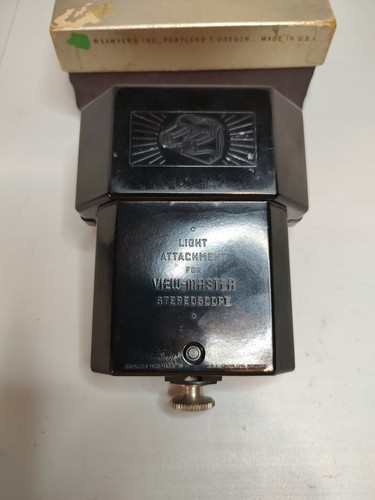 SAWYER'S INC., PORTLAND 7, OREGON... MADE IN U.S.A.
LIGHT
ATTACHMENT
FOR
VIEW-MASTER
STEREOSCOPE